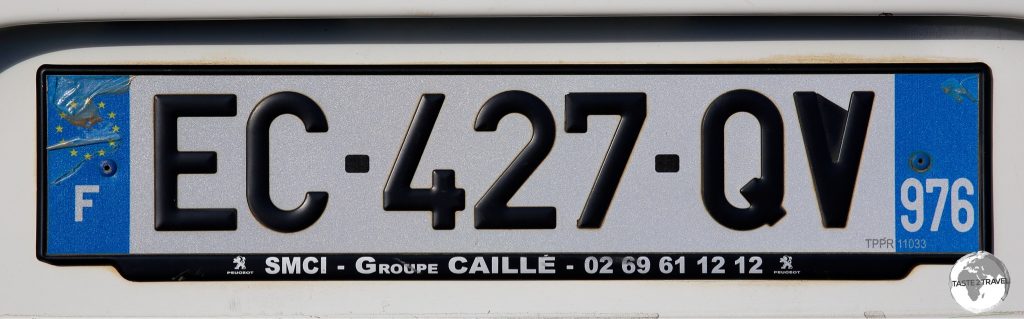 F EC-427-QV 976
TPPR 11033
PEUGEOT SMCI - GROUPE CAILLÉ - 02 69 61 12 12 PEUGEOT
TASTE2TRAVEL